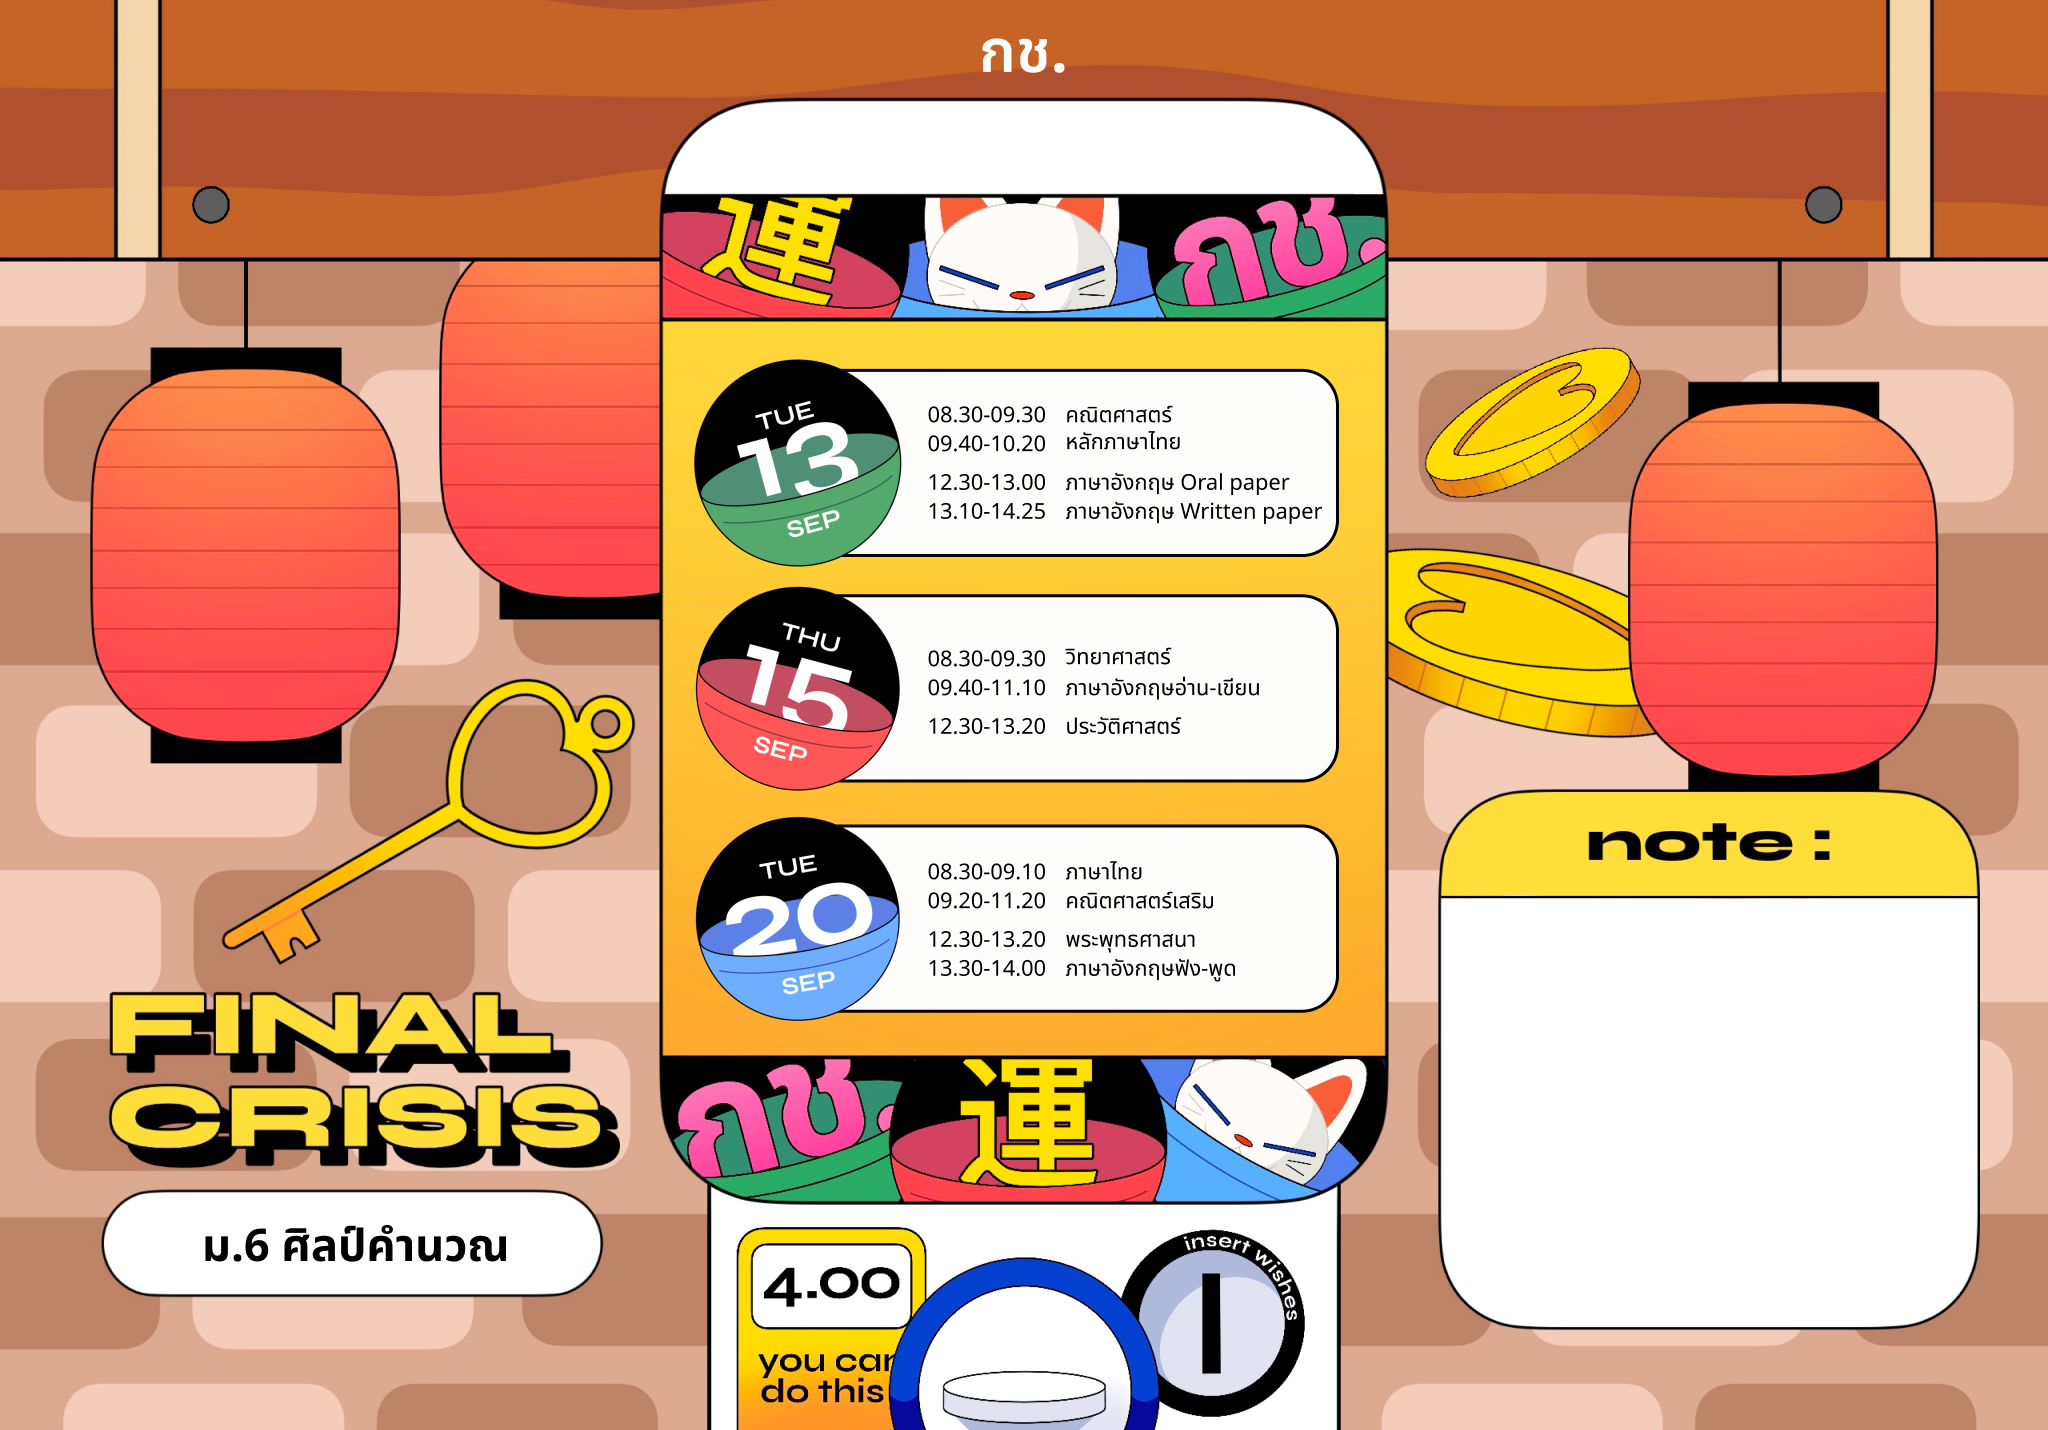 กช.
運
กช.
TUE
13
SEP
08.30-09.30 คณิตศาสตร์
09.40-10.20 หลักภาษาไทย
12.30-13.00 ภาษาอังกฤษ Oral paper
13.10-14.25 ภาษาอังกฤษ Written paper
THU
15
SEP
08.30-09.30 วิทยาศาสตร์
09.40-11.10 ภาษาอังกฤษอ่าน-เขียน
12.30-13.20 ประวัติศาสตร์
TUE
20
SEP
08.30-09.10 ภาษาไทย
09.20-11.20 คณิตศาสตร์เสริม
12.30-13.20 พระพุทธศาสนา
13.30-14.00 ภาษาอังกฤษฟัง-พูด
note :
FINAL
CRISIS
ม.6 ศิลป์คำนวณ
กช.
運
4.00
you can
do this
insert wishes